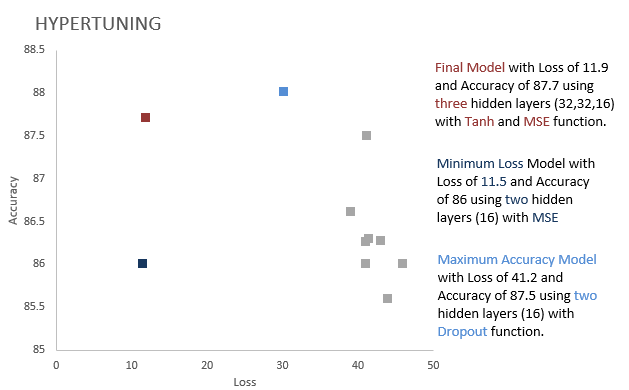 HYPERTUNING
88.5
88
87.5
87
86.5
86
85.5
85
Accuracy
0
10
20
30
40
50
Loss
Final Model with Loss of 11.9
and Accuracy of 87.7 using
three hidden layers (32,32,16)
with Tanh and MSE function.
Minimum Loss Model with
Loss of 11.5 and Accuracy
of 86 using two hidden
layers (16) with MSE
Maximum Accuracy Model
with Loss of 41.2 and
Accuracy of 87.5 using two
hidden layers (16) with
Dropout function.